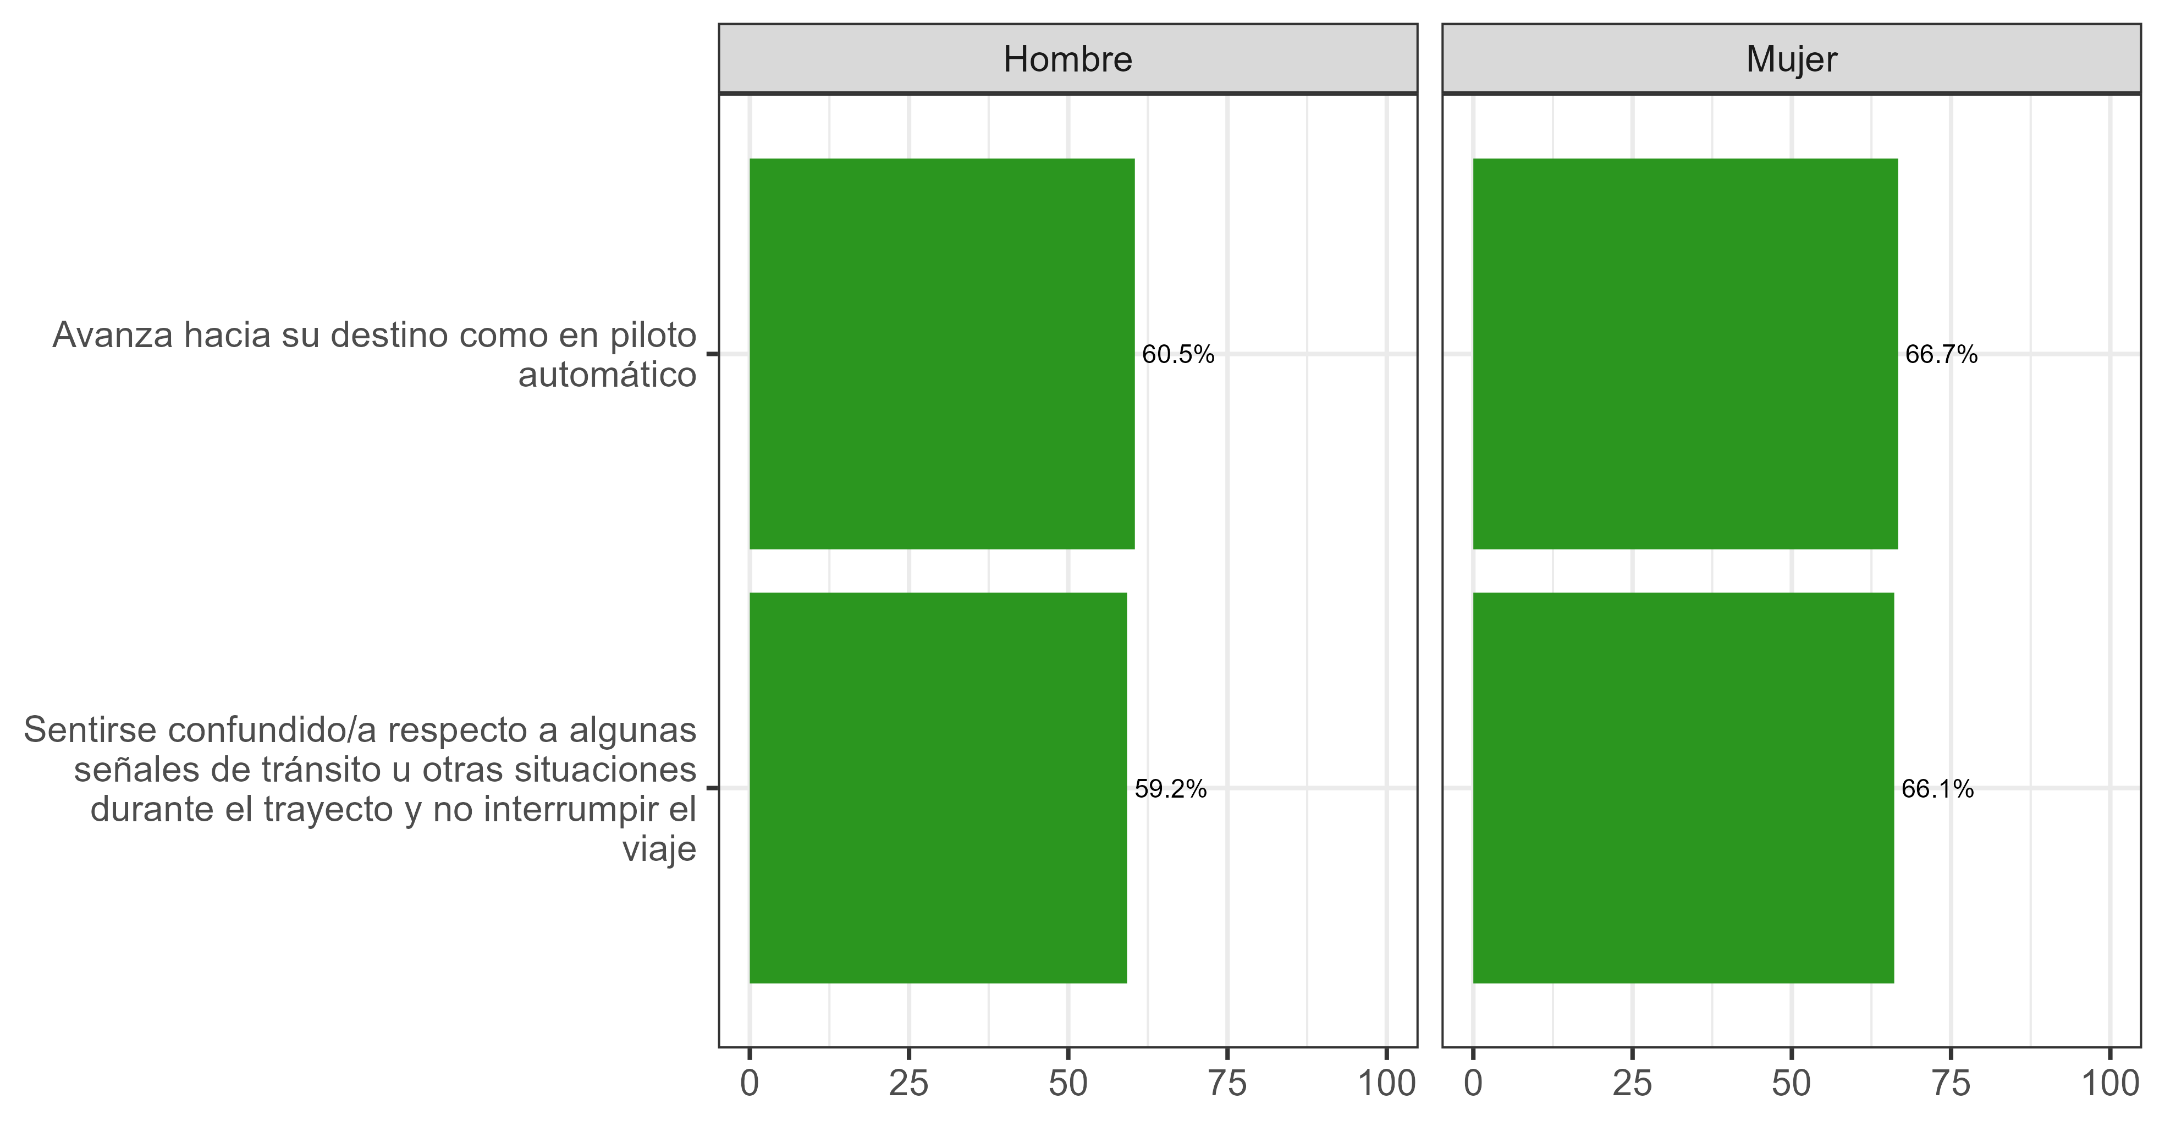 Hombre
Mujer
Avanza hacia su destino como en piloto
automático
60.5%
66.7%
Sentirse confundido/a respecto a algunas
señales de tránsito u otras situaciones
durante el trayecto y no interrumpir el
viaje
59.2%
66.1%
0 25 50 75 100
0 25 50 75 100